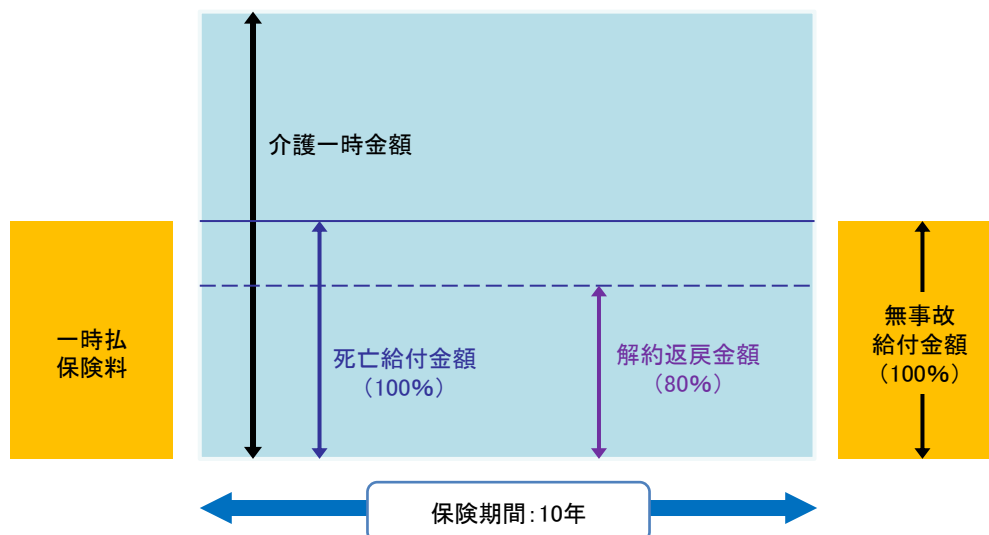 介護一時金額
一時払
保険料
死亡給付金額
（100％）
解約返戻金額
（80％）
無事故
給付金額
（100％）
保険期間：10年